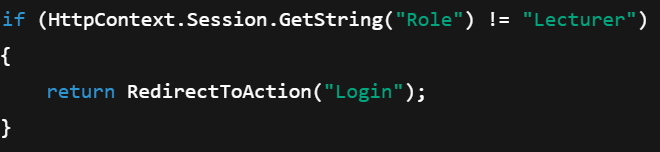 if (HttpContext.Session.GetString("Role") != "Lecturer")
{
    return RedirectToAction("Login");
}